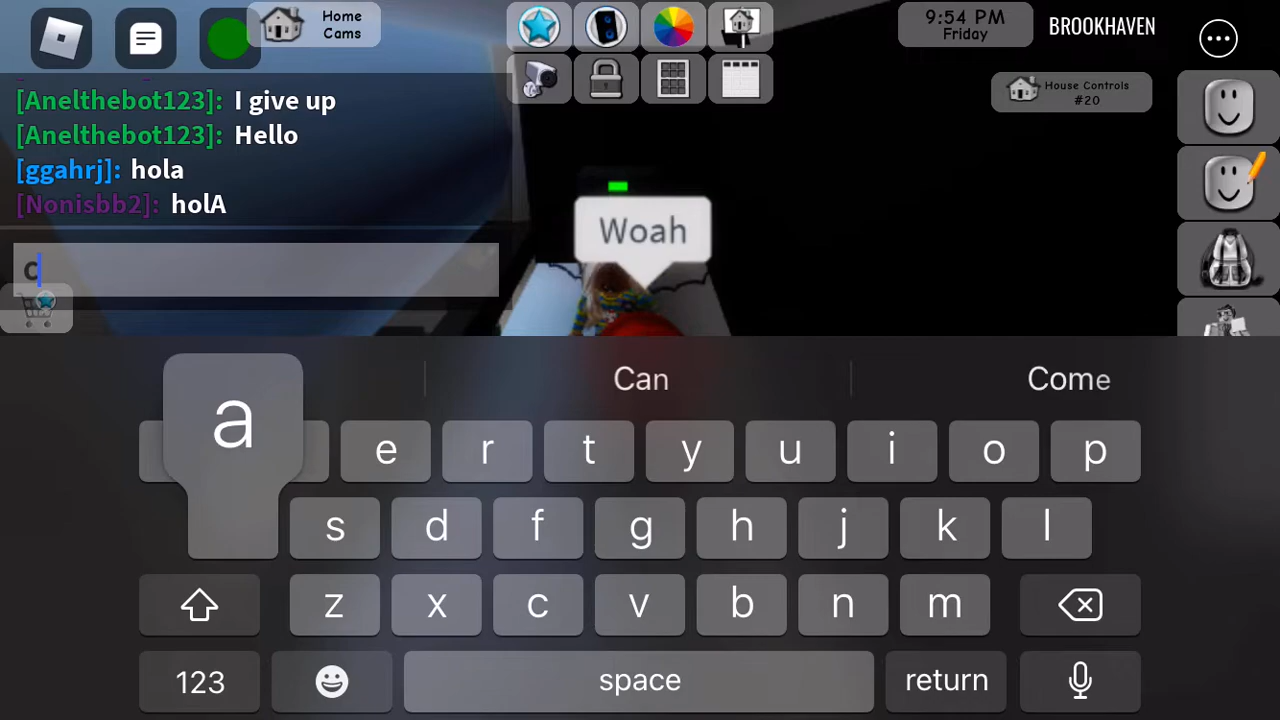 Home
Cams
9:54 PM
Friday
BROOKHAVEN
House Controls
#20
[Anelthebot123]: I give up
[Anelthebot123]: Hello
[ggahrj]: hola
[Nonisbb2]: holA
Woah
c
Can
Come
a
e r t y u i o p
s d f g h j k l
z x c v b n m
123
space
return